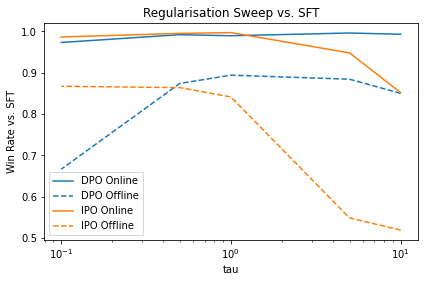 Regularisation Sweep vs. SFT
Win Rate vs. SFT
1.0
0.9
0.8
0.7
0.6
0.5
DPO Online
DPO Offline
IPO Online
IPO Offline
10⁻¹
10⁰
10¹
tau